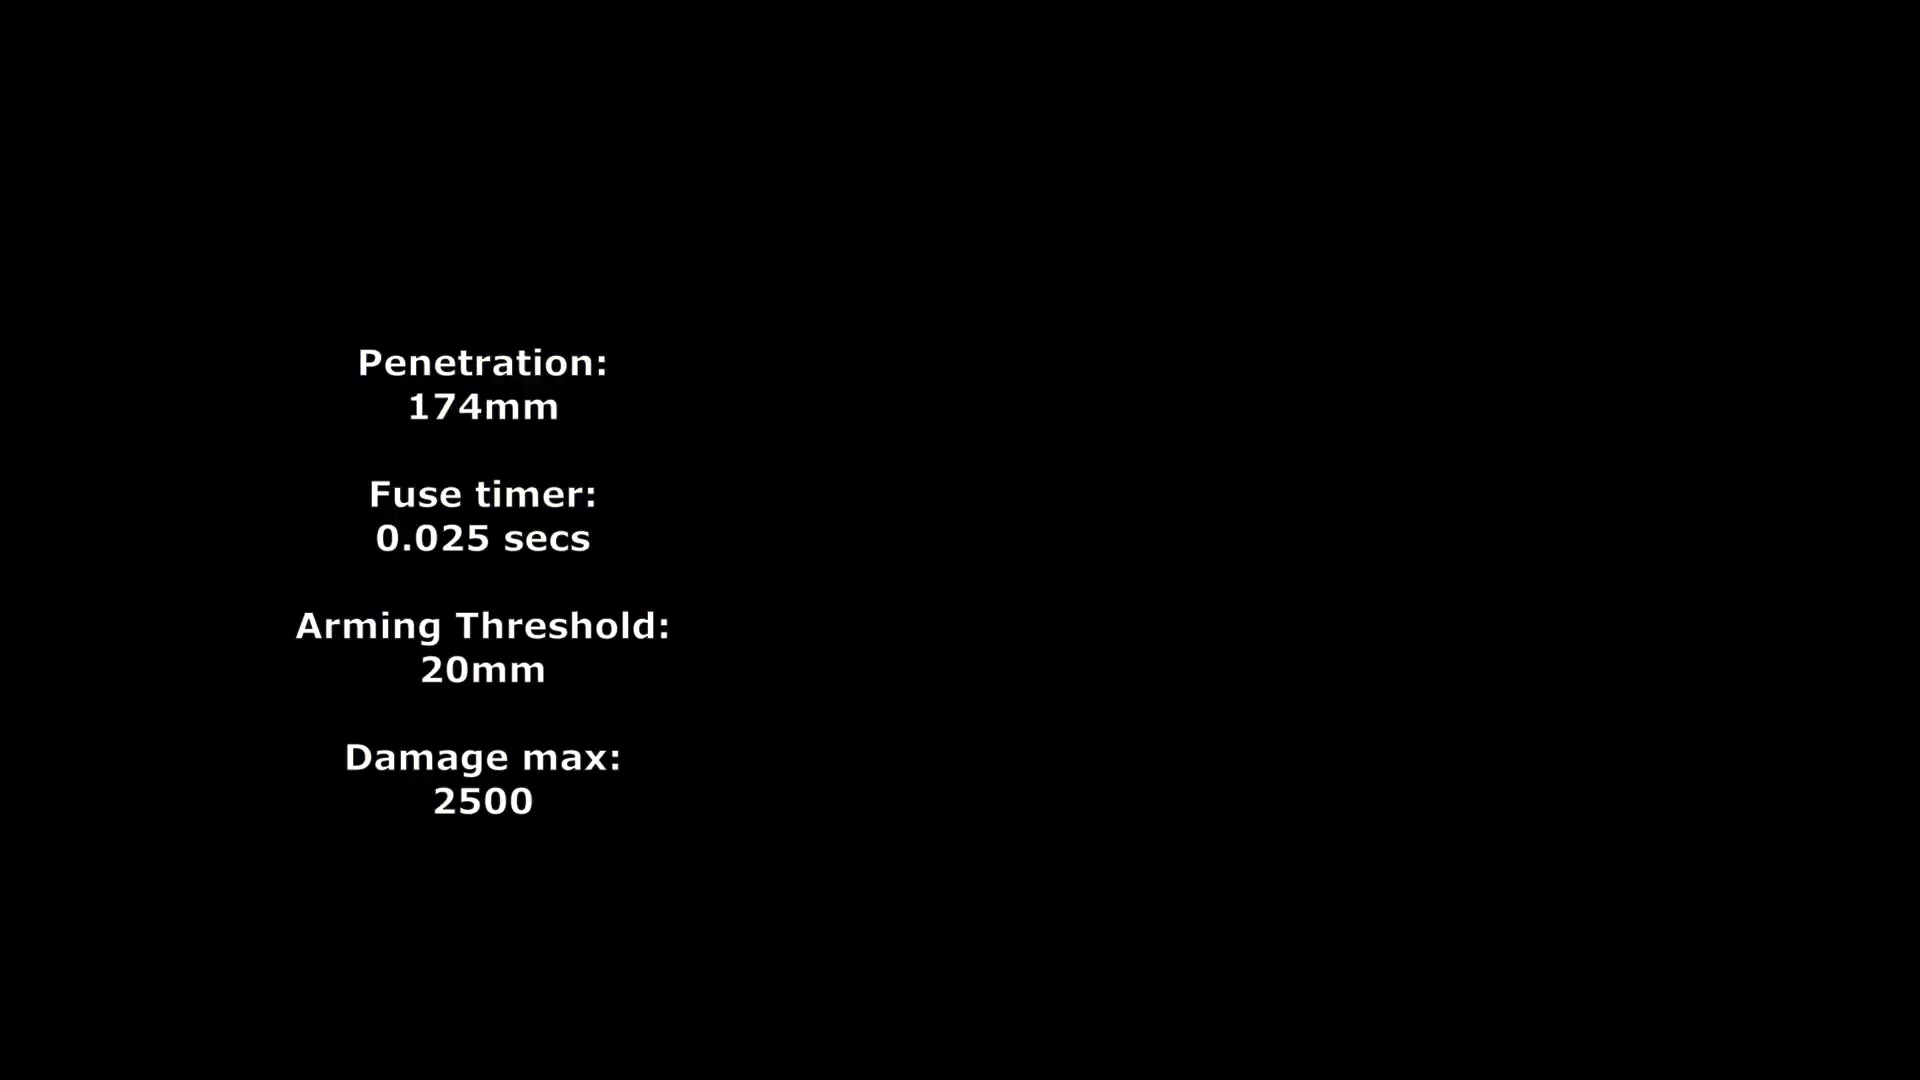 Penetration:
174mm
Fuse timer:
0.025 secs
Arming Threshold:
20mm
Damage max:
2500